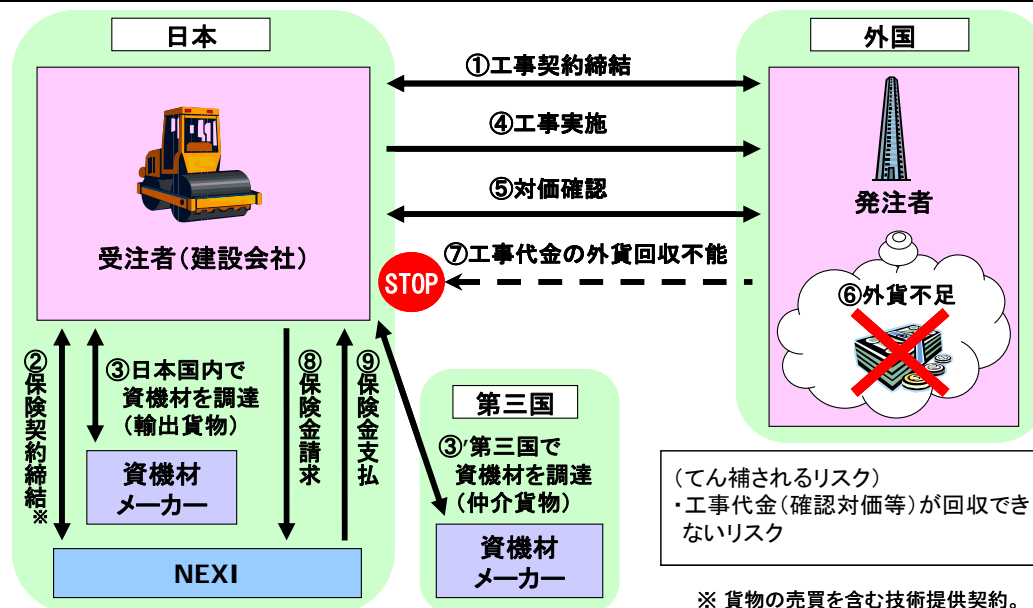 日本
外国
①工事契約締結
④工事実施
⑤対価確認
発注者
受注者(建設会社)
⑦工事代金の外貨回収不能
STOP
⑥外貨不足
②保険契約締結※
③日本国内で
資機材を調達
(輸出貨物)
⑧保険金請求
⑨保険金支払
資機材
メーカー
NEXI
第三国
③’第三国で
資機材を調達
(仲介貨物)
資機材
メーカー
(てん補されるリスク)
・工事代金(確認対価等)が回収でき
ないリスク
※ 貨物の売買を含む技術提供契約。